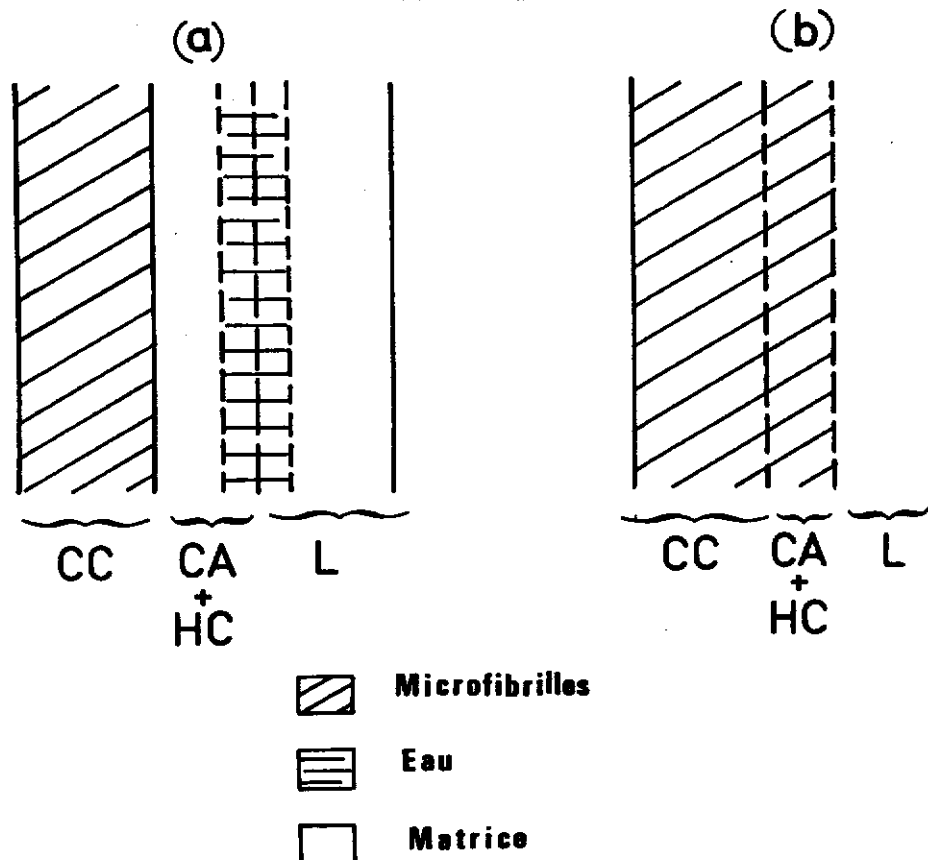 (a) (b)
CC CA L CC CA L
+ +
HC HC
Microfibrilles
Eau
Matrice